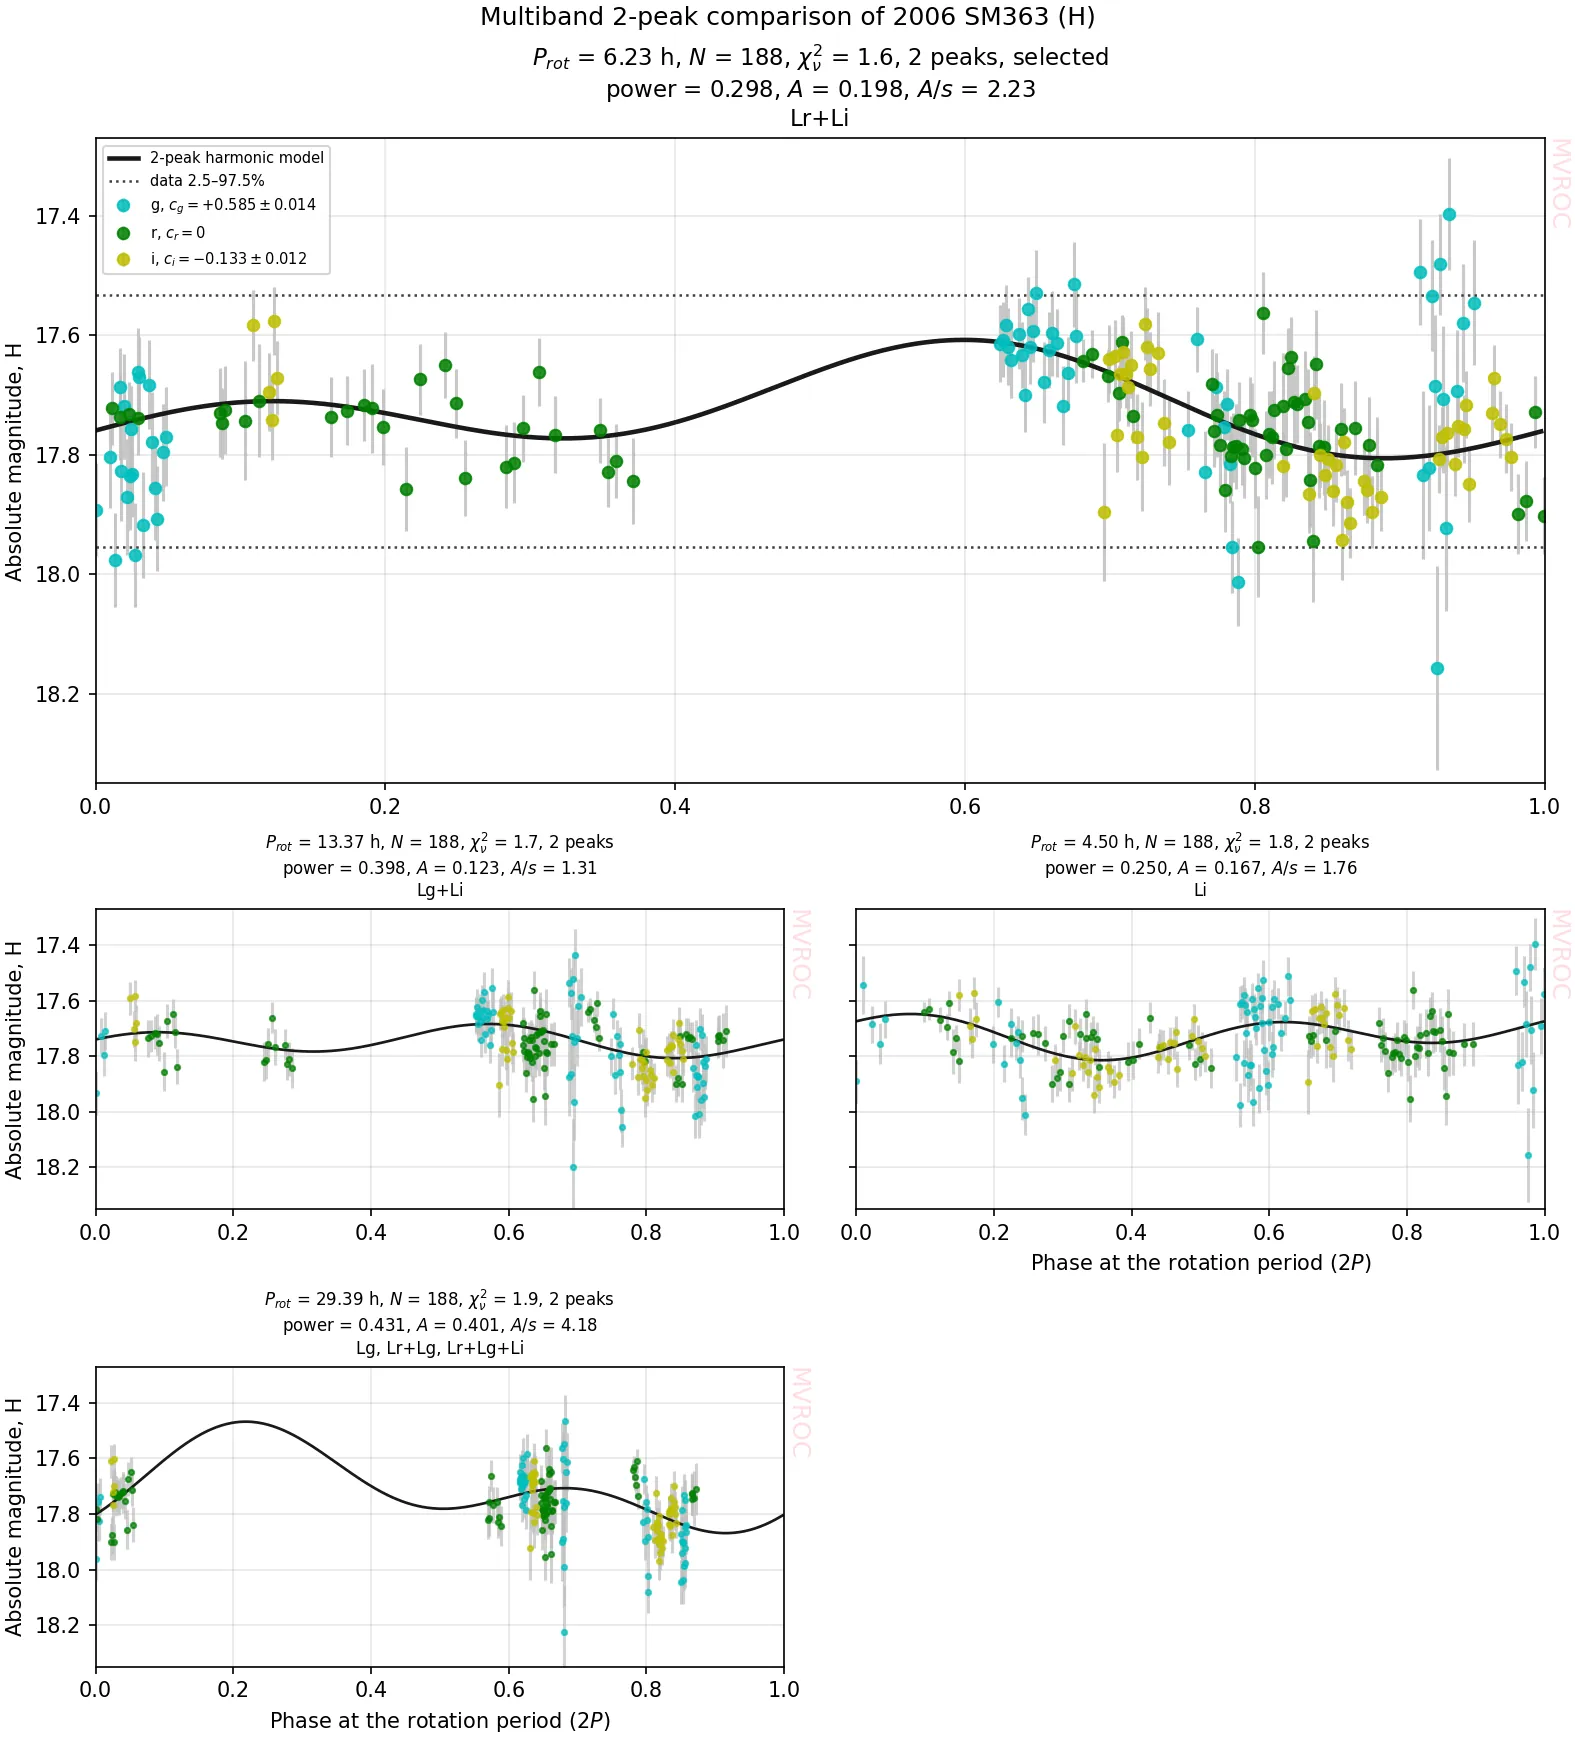 Multiband 2-peak comparison of 2006 SM363 (H)
P_rot = 6.23 h, N = 188, χ²_ν = 1.6, 2 peaks, selected
power = 0.298, A = 0.198, A/s = 2.23
Lr+Li
2-peak harmonic model
data 2.5–97.5%
g, c_g = +0.585 ± 0.014
r, c_r = 0
i, c_i = −0.133 ± 0.012
Absolute magnitude, H
17.4
17.6
17.8
18.0
18.2
0.0 0.2 0.4 0.6 0.8 1.0
MVROC
P_rot = 13.37 h, N = 188, χ²_ν = 1.7, 2 peaks
power = 0.398, A = 0.123, A/s = 1.31
Lg+Li
Absolute magnitude, H
17.4
17.6
17.8
18.0
18.2
0.0 0.2 0.4 0.6 0.8 1.0
MVROC
P_rot = 4.50 h, N = 188, χ²_ν = 1.8, 2 peaks
power = 0.250, A = 0.167, A/s = 1.76
Li
0.0 0.2 0.4 0.6 0.8 1.0
Phase at the rotation period (2P)
MVROC
P_rot = 29.39 h, N = 188, χ²_ν = 1.9, 2 peaks
power = 0.431, A = 0.401, A/s = 4.18
Lg, Lr+Lg, Lr+Lg+Li
Absolute magnitude, H
17.4
17.6
17.8
18.0
18.2
0.0 0.2 0.4 0.6 0.8 1.0
Phase at the rotation period (2P)
MVROC